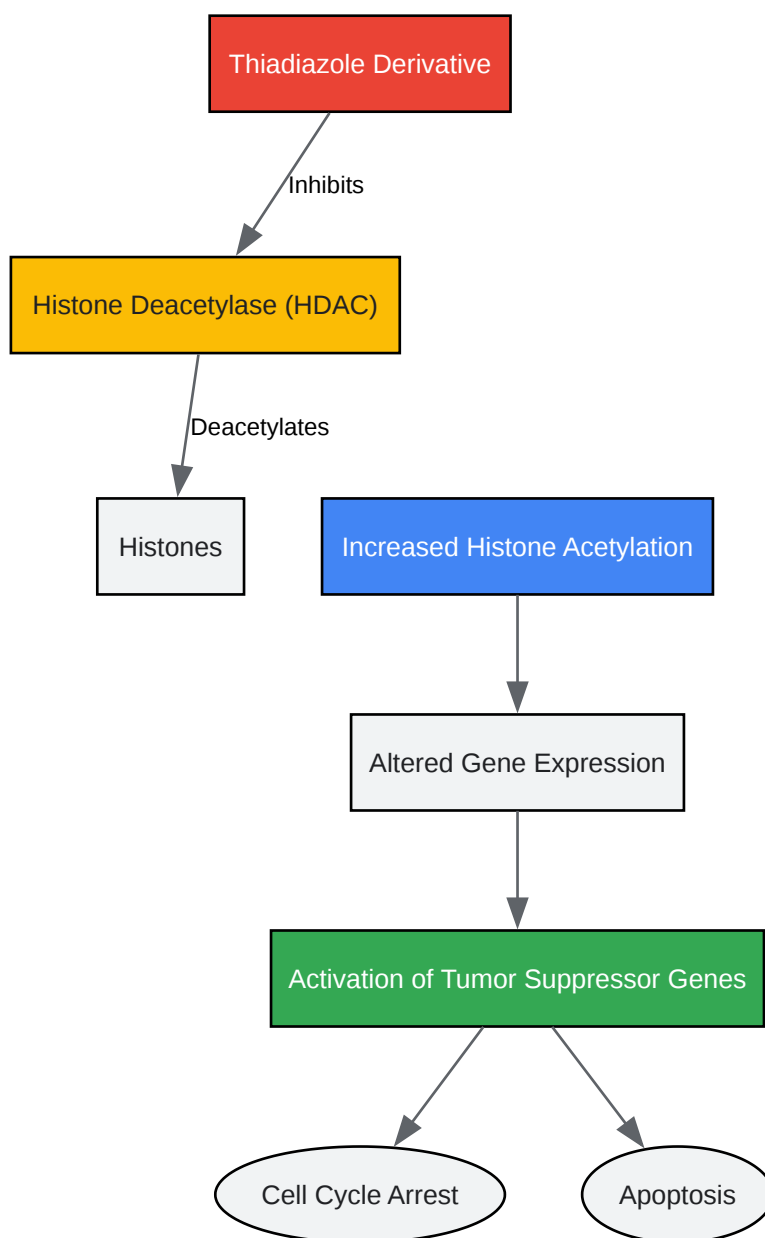 Thiadiazole Derivative
Inhibits
Histone Deacetylase (HDAC)
Deacetylates
Histones
Increased Histone Acetylation
Altered Gene Expression
Activation of Tumor Suppressor Genes
Cell Cycle Arrest
Apoptosis